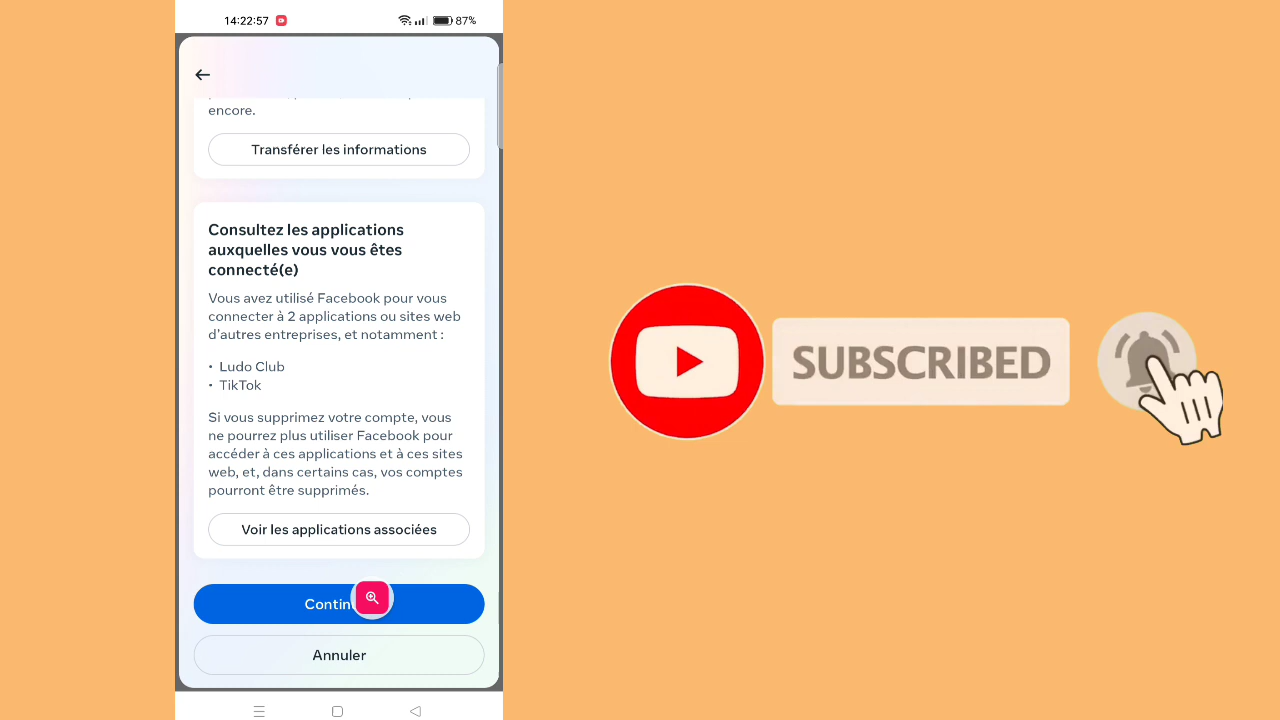 14:22:57
87%
encore.
Transférer les informations
Consultez les applications
auxquelles vous vous êtes
connecté(e)
Vous avez utilisé Facebook pour vous
connecter à 2 applications ou sites web
d'autres entreprises, et notamment :
• Ludo Club
• TikTok
Si vous supprimez votre compte, vous
ne pourrez plus utiliser Facebook pour
accéder à ces applications et à ces sites
web, et, dans certains cas, vos comptes
pourront être supprimés.
Voir les applications associées
Contin
Annuler
SUBSCRIBED